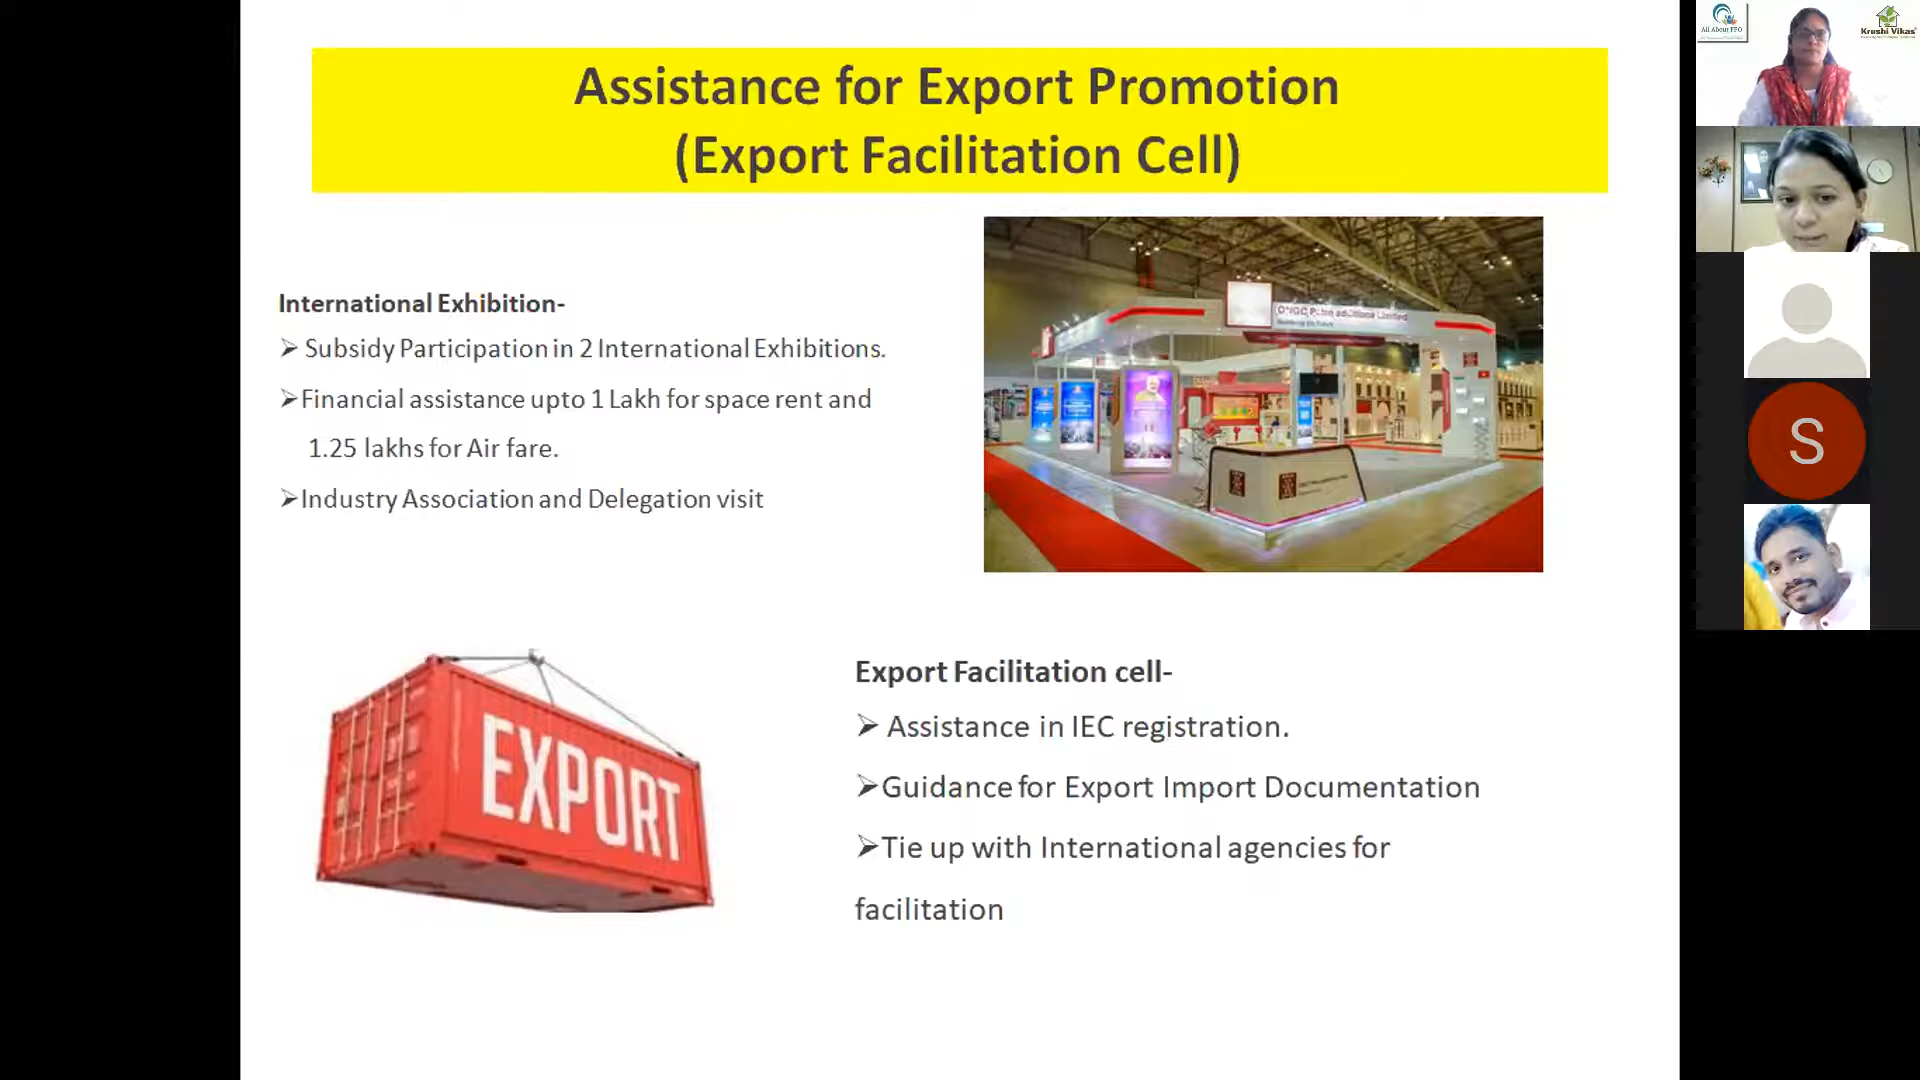 Assistance for Export Promotion
(Export Facilitation Cell)
International Exhibition-
➢ Subsidy Participation in 2 International Exhibitions.
➢Financial assistance upto 1 Lakh for space rent and
1.25 lakhs for Air fare.
➢Industry Association and Delegation visit
EXPORT
Export Facilitation cell-
➢ Assistance in IEC registration.
➢Guidance for Export Import Documentation
➢Tie up with International agencies for
facilitation
All About FPO
Krushi Vikas
S